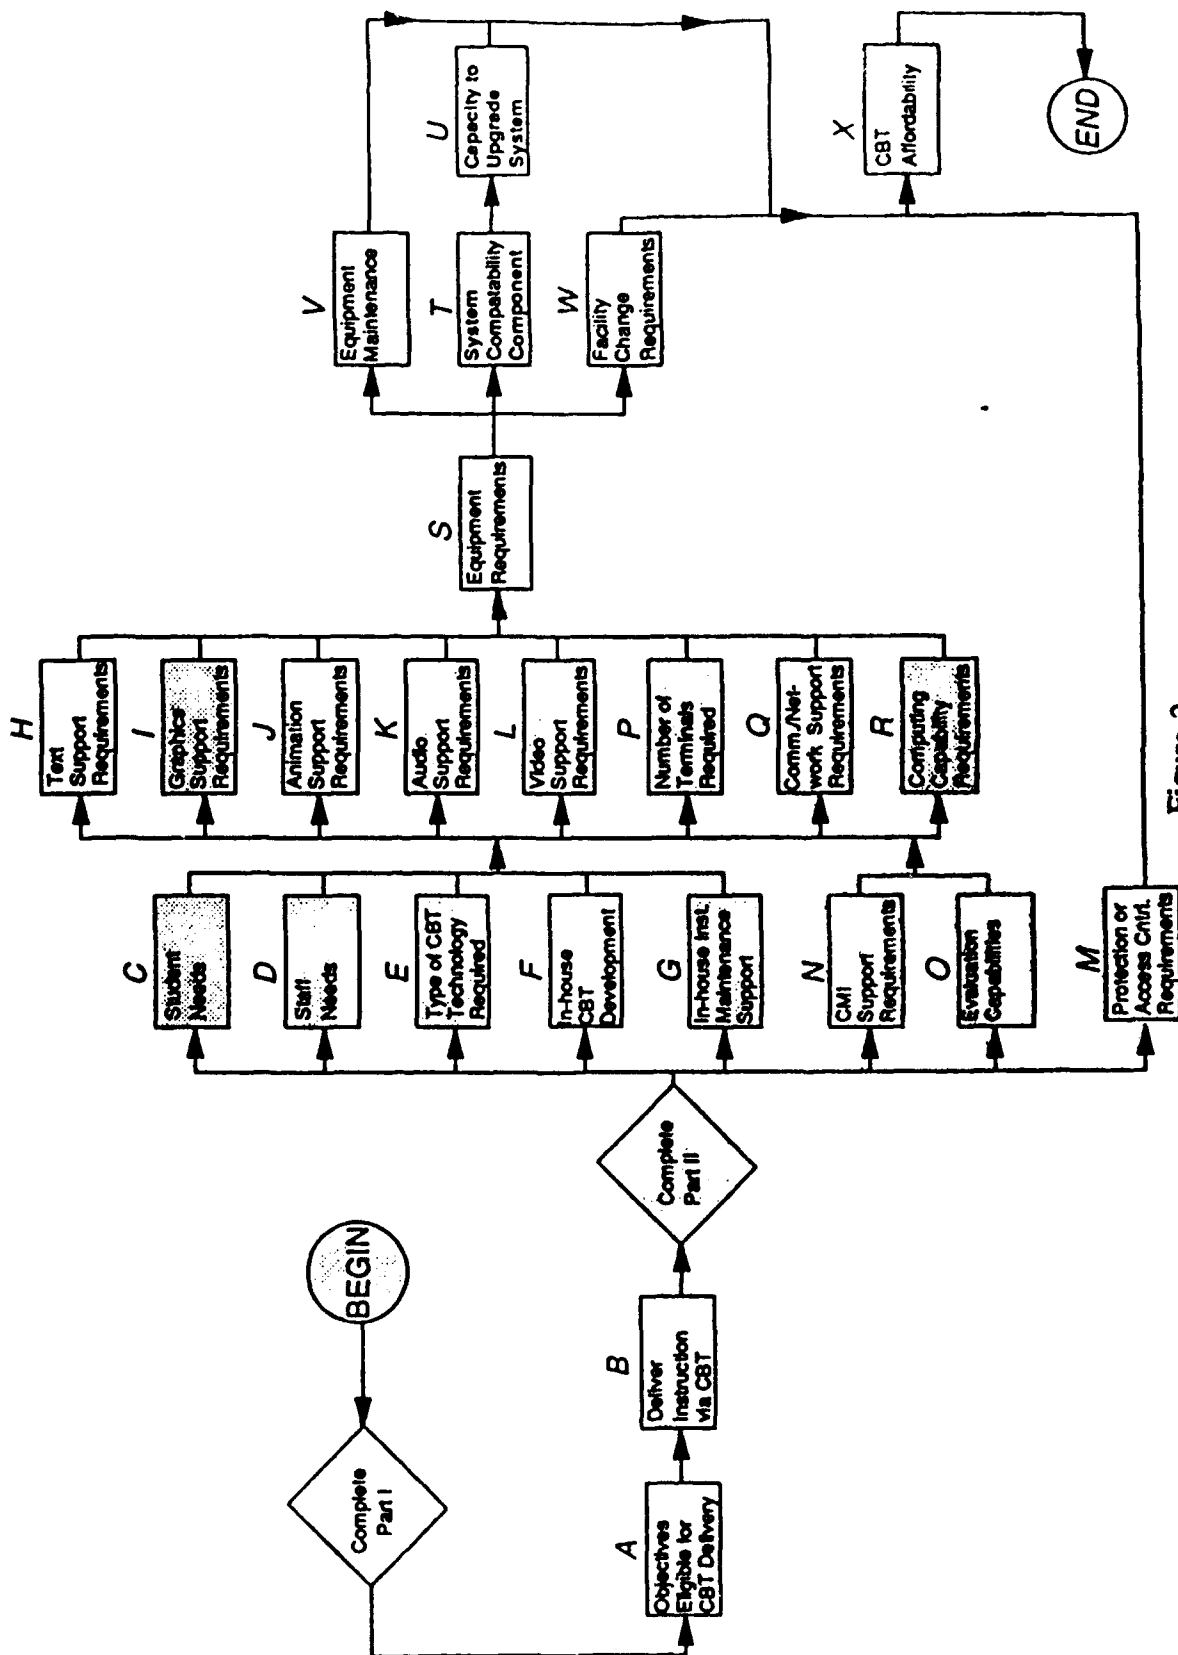 BEGIN
Complete
Part I
A
Objectives
Eligible for
CBT Delivery
B
Deliver
Instruction
via CBT
Complete
Part II
C
Student
Needs
D
Staff
Needs
E
Type of CBT
Technology
Required
F
In-house
CBT
Development
G
In-house Inst.
Maintenance
Support
N
CMI
Support
Requirements
O
Evaluation
Capabilities
M
Protection or
Access Cntrl.
Requirements
H
Text
Support
Requirements
I
Graphics
Support
Requirements
J
Animation
Support
Requirements
K
Audio
Support
Requirements
L
Video
Support
Requirements
P
Number of
Terminals
Required
Q
Comm./Net-
work Support
Requirements
R
Computing
Capability
Requirements
S
Equipment
Requirements
V
Equipment
Maintenance
T
System
Compatability
Component
U
Capacity to
Upgrade
System
W
Facility
Change
Requirements
X
CBT
Affordability
END